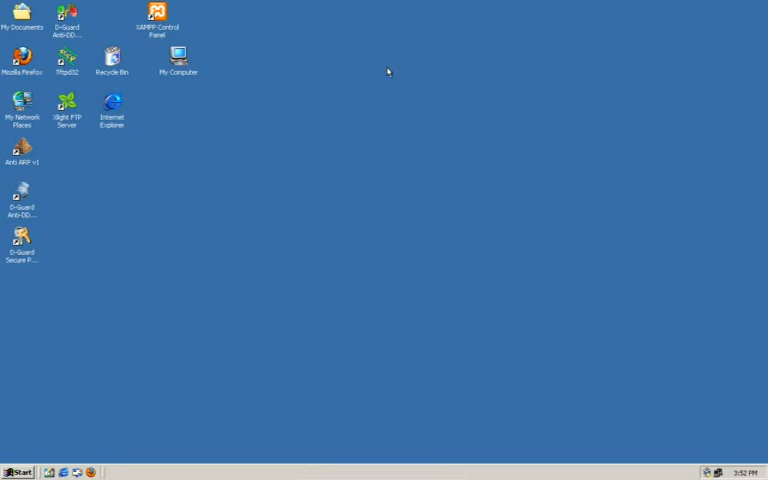 My Documents
D-Guard
Anti-DD...
XAMPP Control
Panel
Mozilla Firefox
Tftpd32
Recycle Bin
My Computer
My Network
Places
Xlight FTP
Server
Internet
Explorer
Anti ARP v1
D-Guard
Anti-DD...
D-Guard
Secure P...
Start
3:52 PM